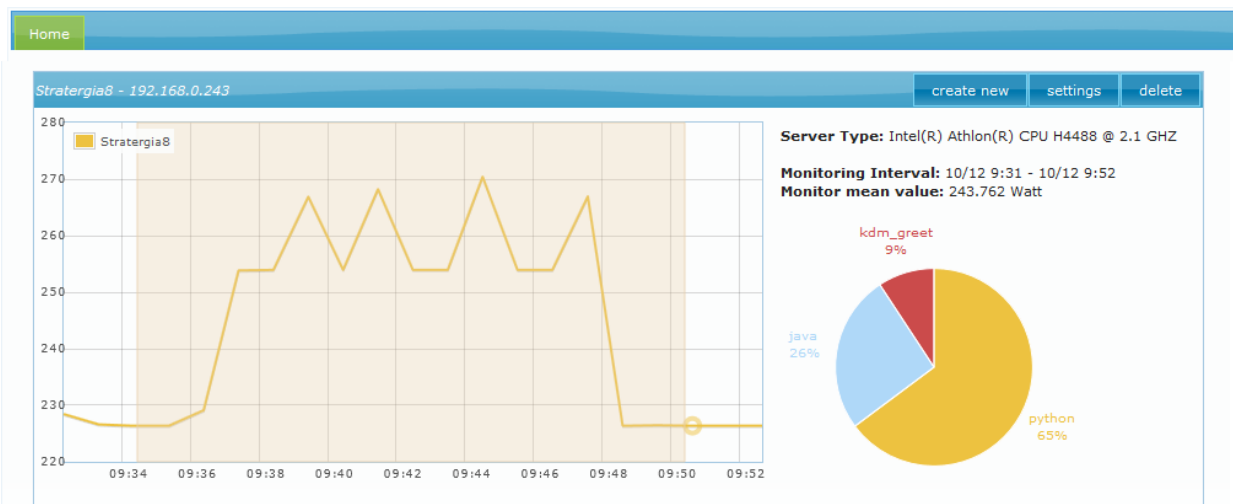 Home
Stratergia8 - 192.168.0.243
create new
settings
delete
280
270
260
250
240
230
220
Stratergia8
09:34
09:36
09:38
09:40
09:42
09:44
09:46
09:48
09:50
09:52
Server Type: Intel(R) Athlon(R) CPU H4488 @ 2.1 GHZ
Monitoring Interval: 10/12 9:31 - 10/12 9:52
Monitor mean value: 243.762 Watt
kdm_greet
9%
java
26%
python
65%